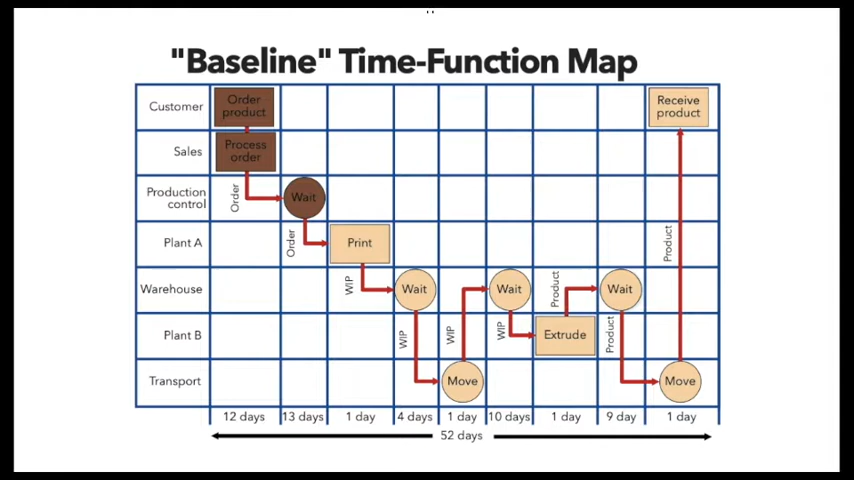 "Baseline" Time-Function Map
Customer
Order
product
Receive
product
Sales
Process
order
Production
control
Order
Wait
Plant A
Order
Print
Product
Warehouse
WIP
Wait
Wait
Product
Wait
Plant B
WIP
WIP
WIP
Extrude
Product
Transport
Move
Move
12 days
13 days
1 day
4 days
1 day
10 days
1 day
9 day
1 day
52 days